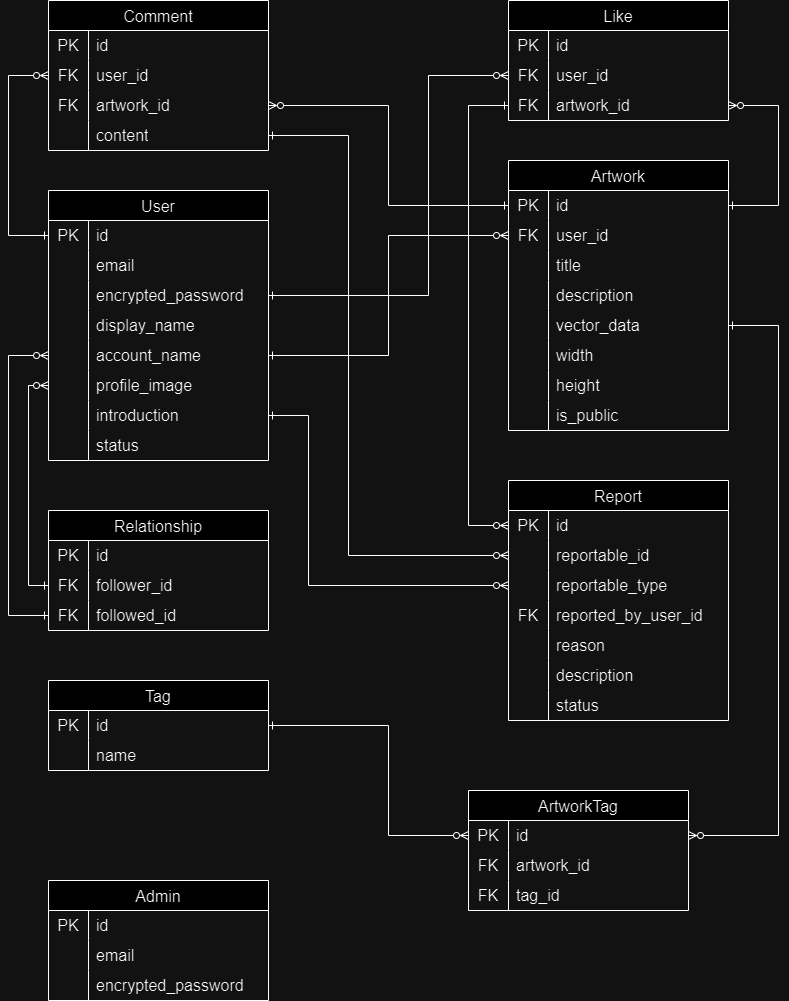 Comment
PK id
FK user_id
FK artwork_id
content
User
PK id
email
encrypted_password
display_name
account_name
profile_image
introduction
status
Relationship
PK id
FK follower_id
FK followed_id
Tag
PK id
name
Admin
PK id
email
encrypted_password
Like
PK id
FK user_id
FK artwork_id
Artwork
PK id
FK user_id
title
description
vector_data
width
height
is_public
Report
PK id
reportable_id
reportable_type
FK reported_by_user_id
reason
description
status
ArtworkTag
PK id
FK artwork_id
FK tag_id